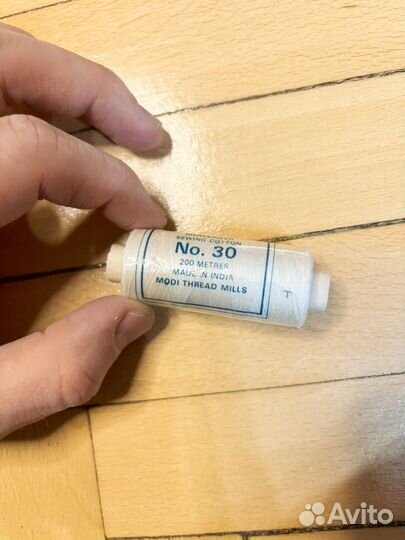 SEWING COTTON
No. 30
200 METRES
MADE IN INDIA
MODI THREAD MILLS
T
Avito